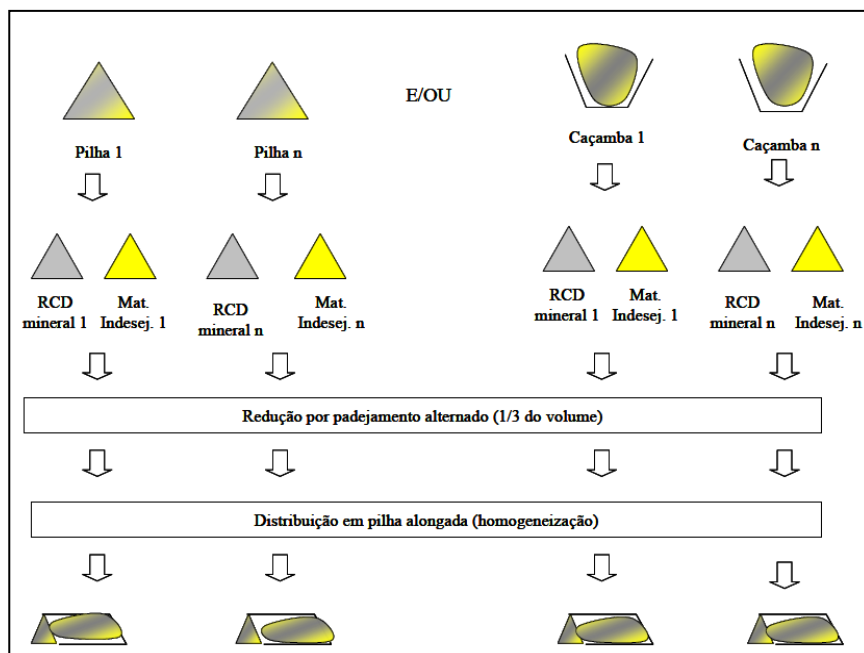 E/OU
Pilha 1
Pilha n
Caçamba 1
Caçamba n
RCD
mineral 1
Mat.
Indesej. 1
RCD
mineral n
Mat.
Indesej. n
RCD
mineral 1
Mat.
Indesej. 1
RCD
mineral n
Mat.
Indesej. n
Redução por padejamento alternado (1/3 do volume)
Distribuição em pilha alongada (homogeneização)